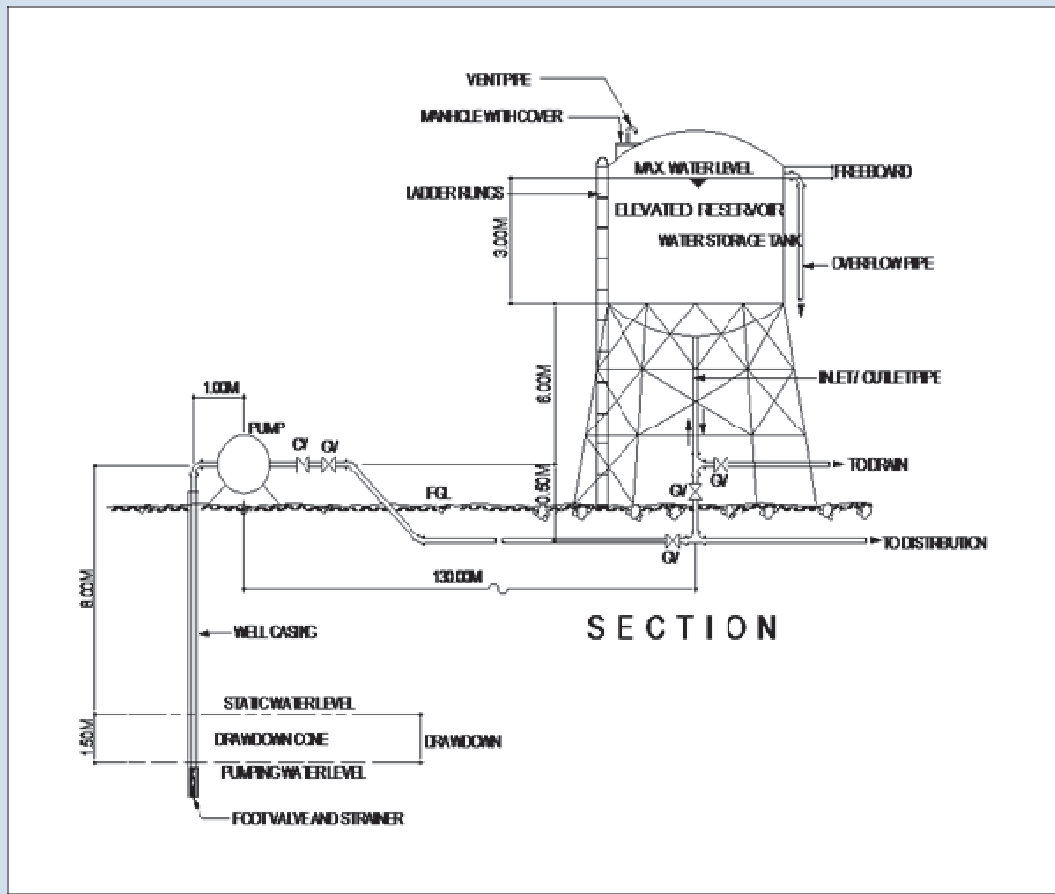 VENT PIPE
MANHOLE WITH COVER
MAX. WATER LEVEL
FREEBOARD
LADDER RUNGS
ELEVATED RESERVOIR
WATER STORAGE TANK
3.00M
OVERFLOW PIPE
6.00M
INLET / OUTLET PIPE
1.00M
PUMP
CV
GV
TO DRAIN
GV
GV
FGL
0.60M
TO DISTRIBUTION
GV
8.00M
130.00M
SECTION
WELL CASING
STATIC WATER LEVEL
1.50M
DRAWDOWN CONE
DRAWDOWN
PUMPING WATER LEVEL
FOOT VALVE AND STRAINER